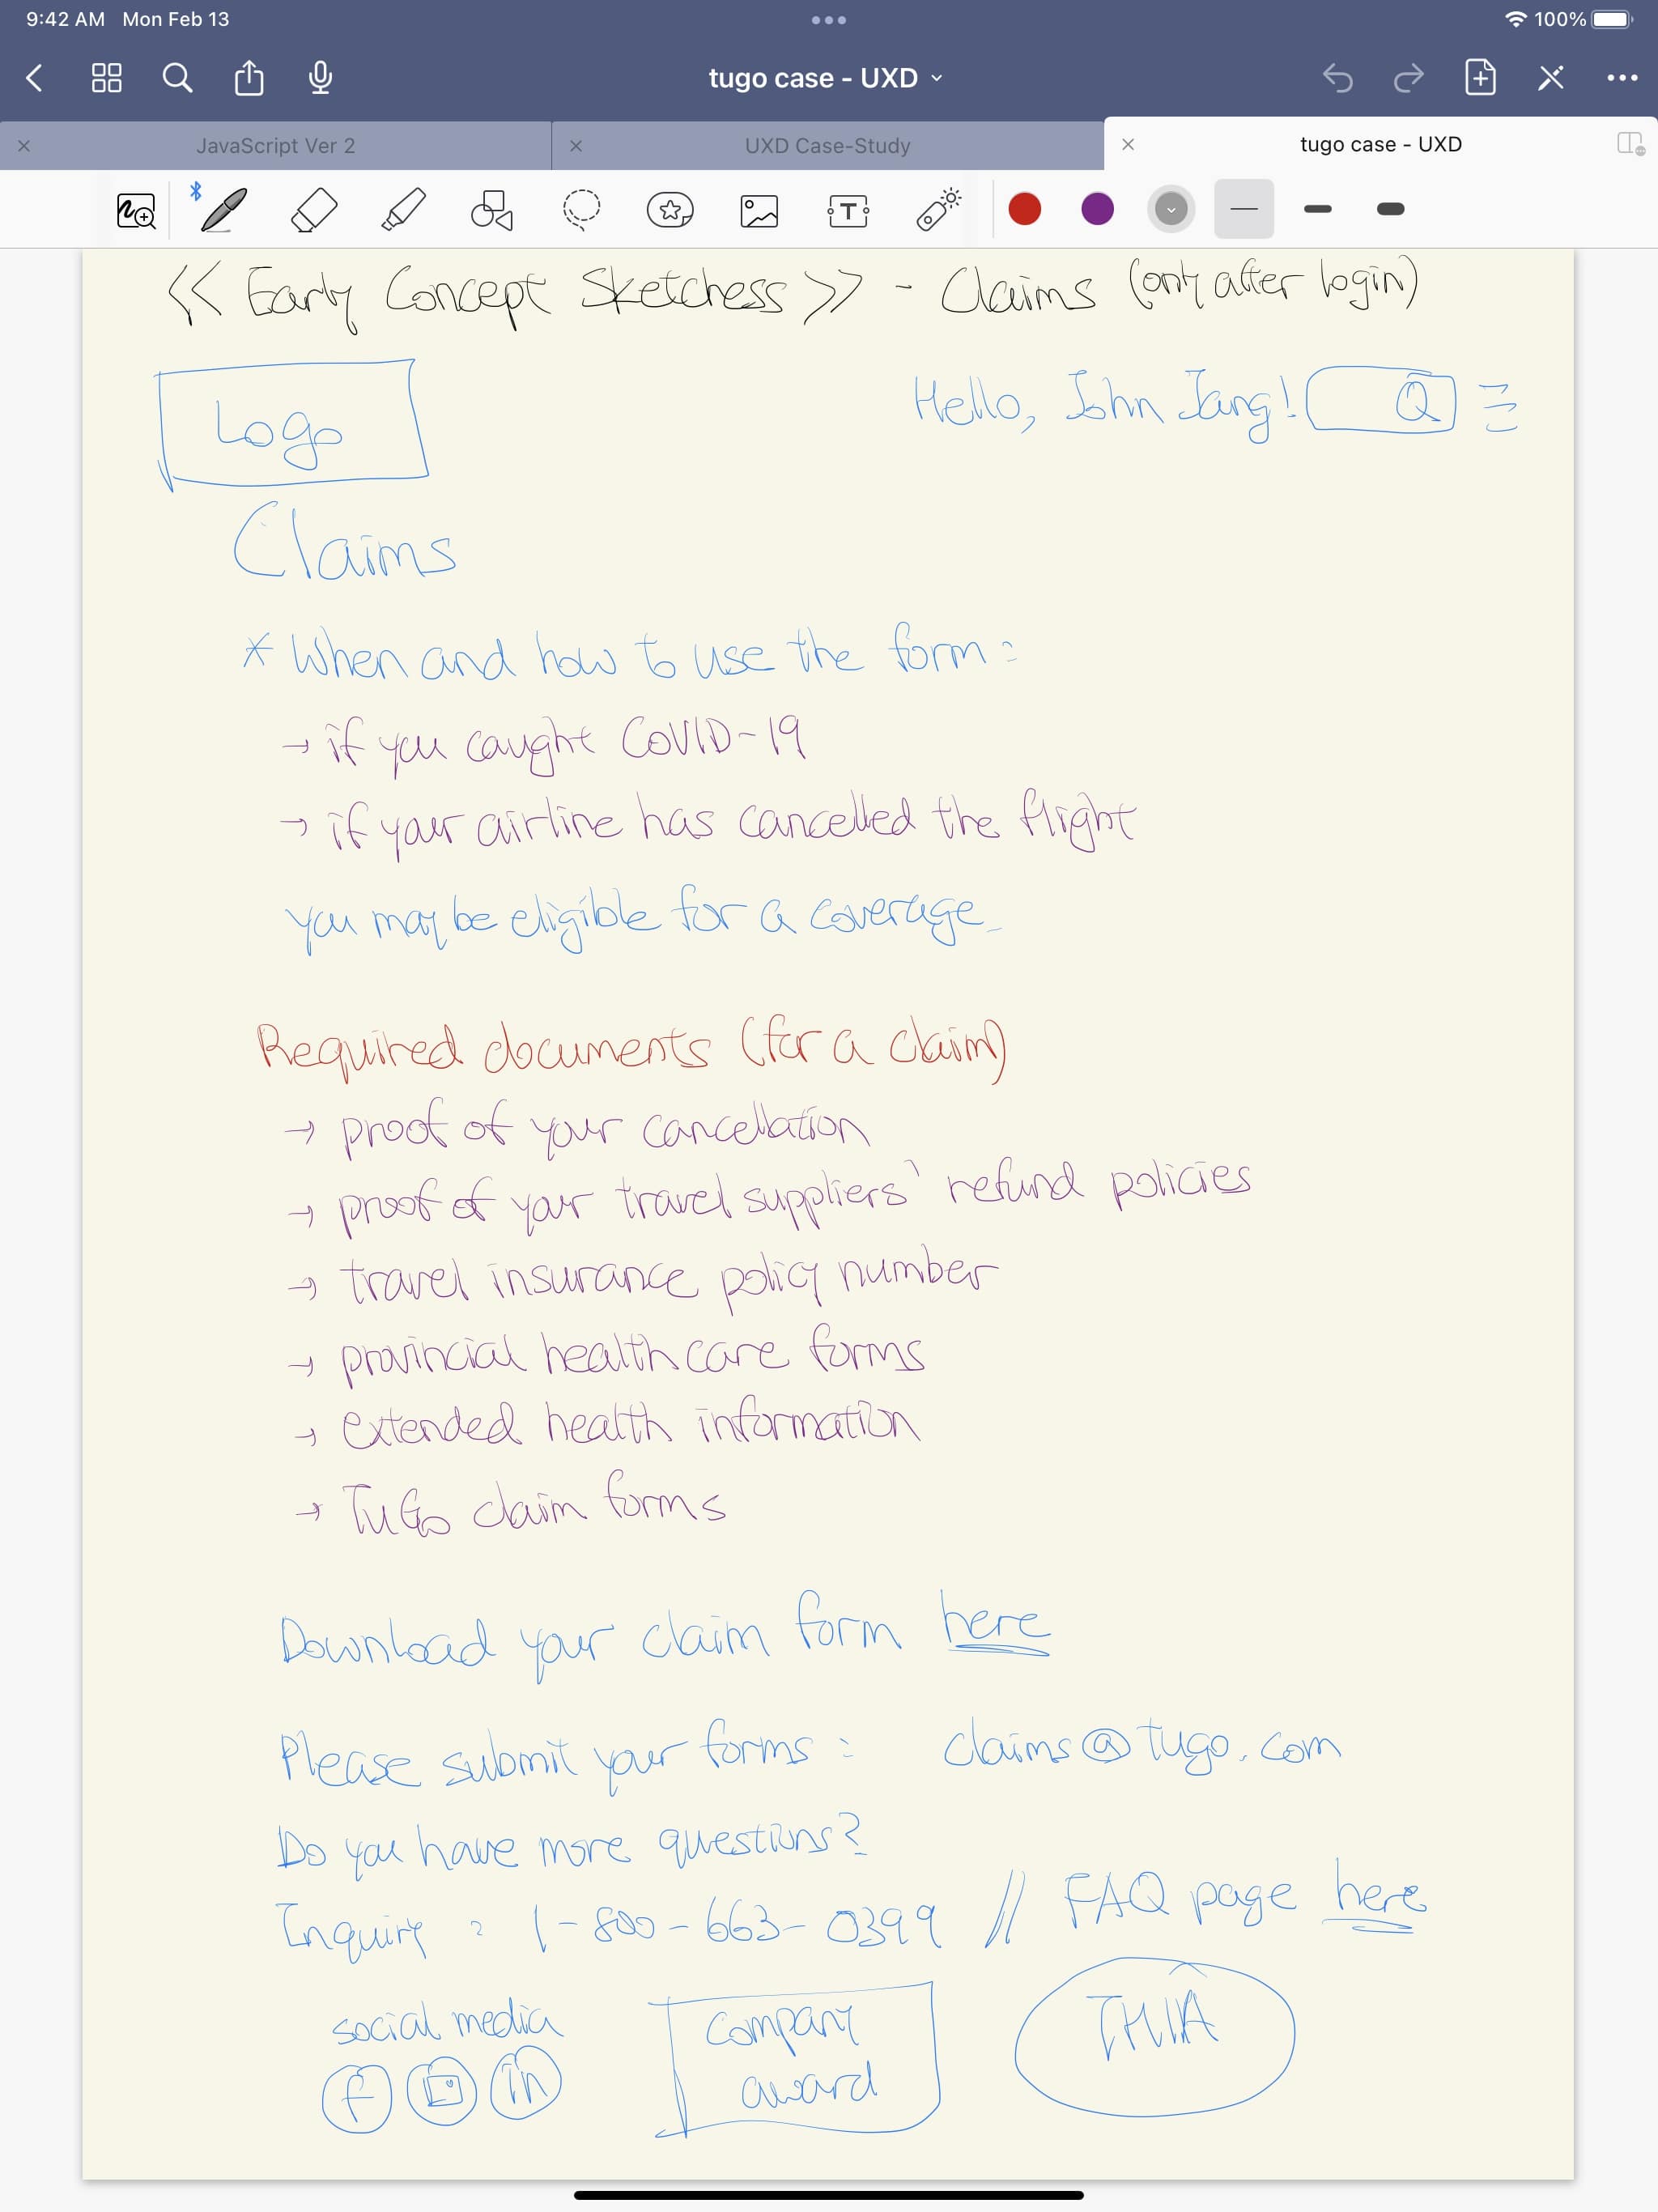 9:42 AM Mon Feb 13
100%
tugo case - UXD
JavaScript Ver 2
UXD Case-Study
tugo case - UXD
T
<< Early Concept Sketchess >> - Claims (only after login)
Logo
Hello, John Jang! Q
Claims
* When and how to use the form:
→ if you caught COVID-19
→ if your airline has cancelled the flight
you may be eligible for a coverage.
Required documents (for a claim)
→ proof of your cancellation
→ proof of your travel suppliers' refund policies
→ travel insurance policy number
→ provincial healthcare forms
→ extended health information
→ TuGo claim forms
Download your claim form here
Please submit your forms : claims@tugo.com
Do you have more questions?
Inquiry : 1-800-663-0399 // FAQ page here
social media
f in
Company
award